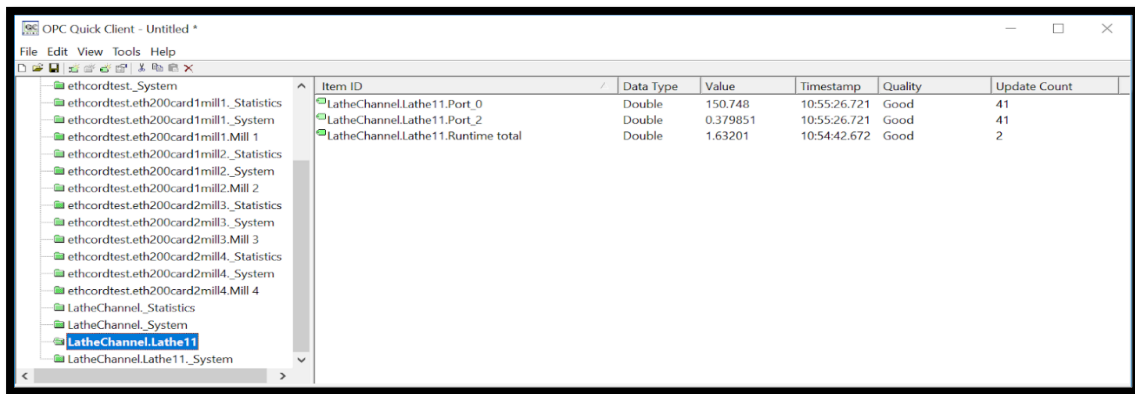 OPC Quick Client - Untitled *
File Edit View Tools Help
ethcordtest._System
ethcordtest.eth200card1mill1._Statistics
ethcordtest.eth200card1mill1._System
ethcordtest.eth200card1mill1.Mill 1
ethcordtest.eth200card1mill2._Statistics
ethcordtest.eth200card1mill2._System
ethcordtest.eth200card1mill2.Mill 2
ethcordtest.eth200card2mill3._Statistics
ethcordtest.eth200card2mill3._System
ethcordtest.eth200card2mill3.Mill 3
ethcordtest.eth200card2mill4._Statistics
ethcordtest.eth200card2mill4._System
ethcordtest.eth200card2mill4.Mill 4
LatheChannel._Statistics
LatheChannel._System
LatheChannel.Lathe11
LatheChannel.Lathe11._System
Item ID Data Type Value Timestamp Quality Update Count
LatheChannel.Lathe11.Port_0 Double 150.748 10:55:26.721 Good 41
LatheChannel.Lathe11.Port_2 Double 0.379851 10:55:26.721 Good 41
LatheChannel.Lathe11.Runtime total Double 1.63201 10:54:42.672 Good 2